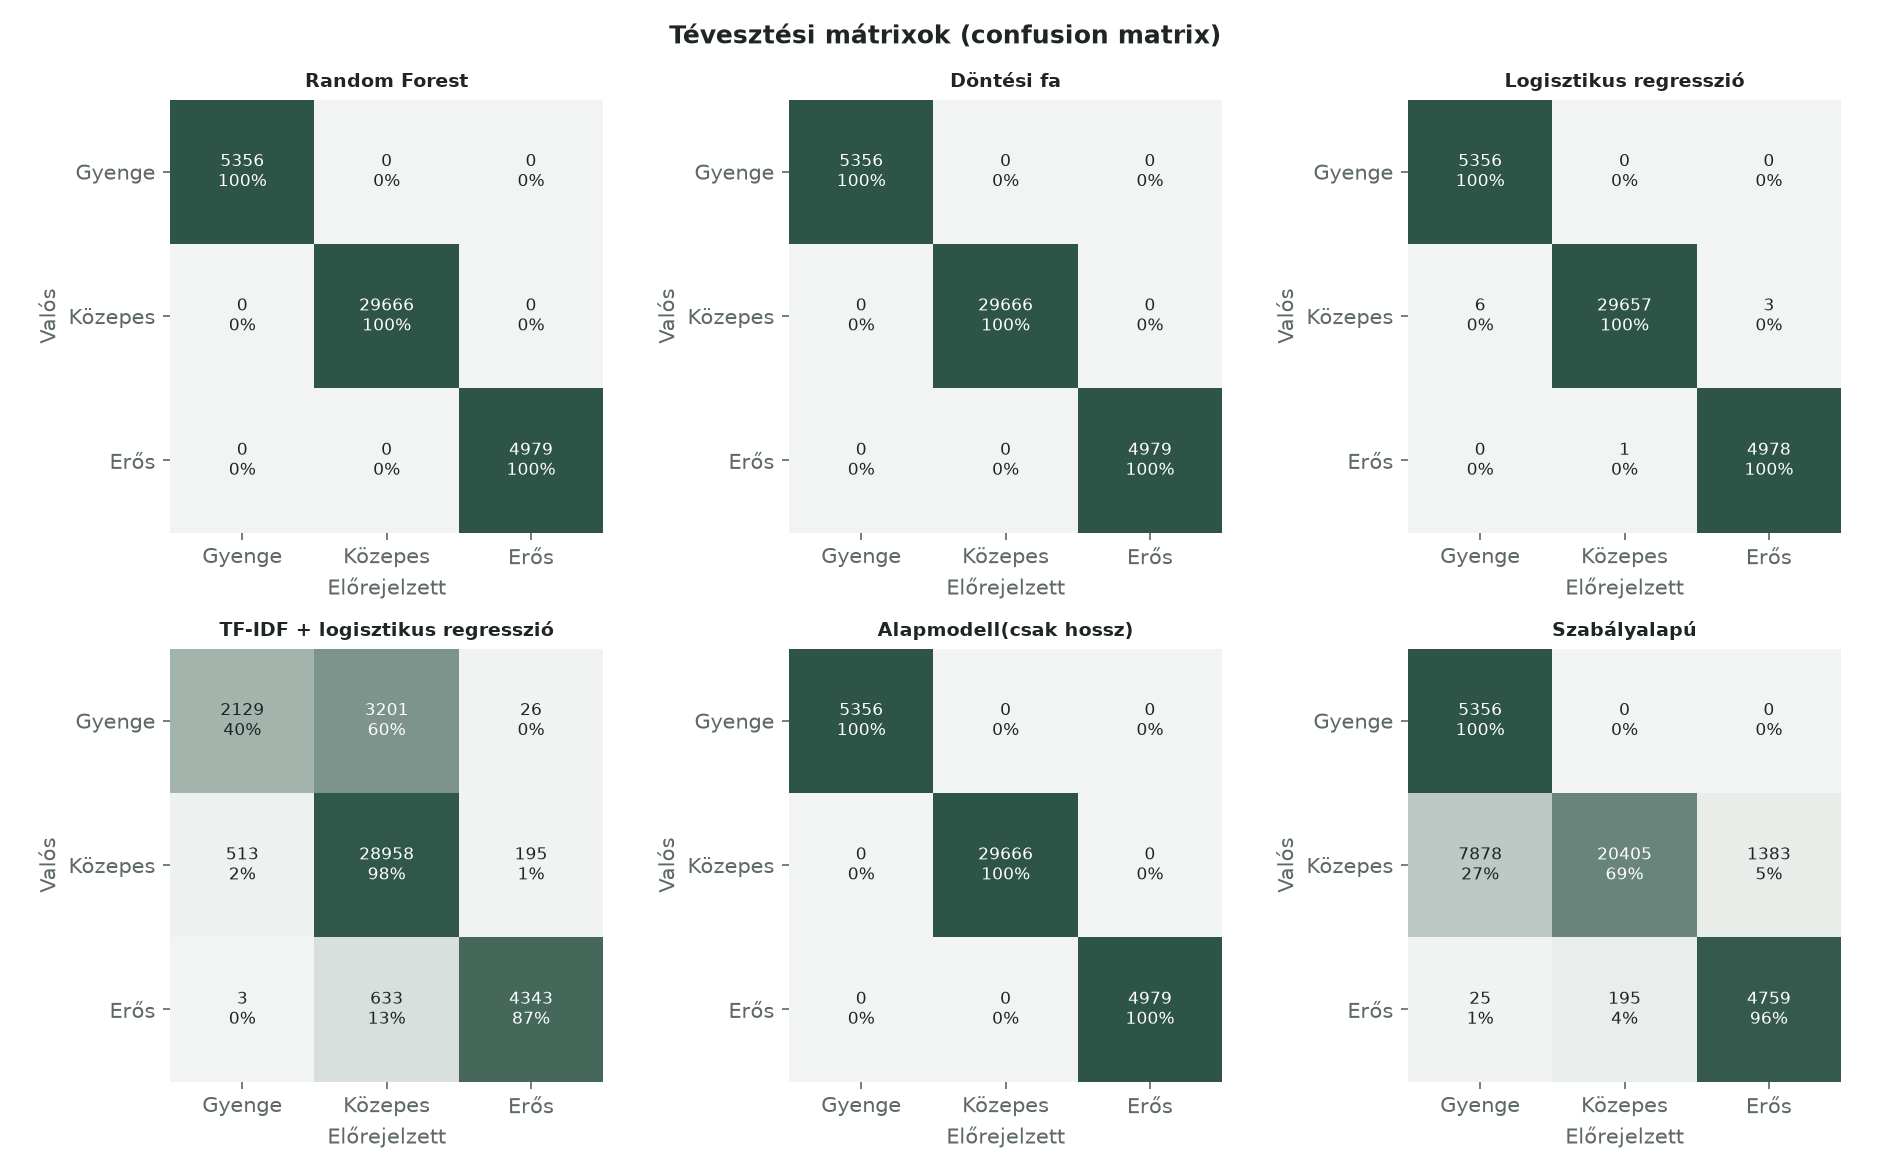 Tévesztési mátrixok (confusion matrix)
Random Forest
Valós
Gyenge
5356 0 0
100% 0% 0%
Közepes
0 29666 0
0% 100% 0%
Erős
0 0 4979
0% 0% 100%
Gyenge Közepes Erős
Előrejelzett
Döntési fa
Valós
Gyenge
5356 0 0
100% 0% 0%
Közepes
0 29666 0
0% 100% 0%
Erős
0 0 4979
0% 0% 100%
Gyenge Közepes Erős
Előrejelzett
Logisztikus regresszió
Valós
Gyenge
5356 0 0
100% 0% 0%
Közepes
6 29657 3
0% 100% 0%
Erős
0 1 4978
0% 0% 100%
Gyenge Közepes Erős
Előrejelzett
TF-IDF + logisztikus regresszió
Valós
Gyenge
2129 3201 26
40% 60% 0%
Közepes
513 28958 195
2% 98% 1%
Erős
3 633 4343
0% 13% 87%
Gyenge Közepes Erős
Előrejelzett
Alapmodell(csak hossz)
Valós
Gyenge
5356 0 0
100% 0% 0%
Közepes
0 29666 0
0% 100% 0%
Erős
0 0 4979
0% 0% 100%
Gyenge Közepes Erős
Előrejelzett
Szabályalapú
Valós
Gyenge
5356 0 0
100% 0% 0%
Közepes
7878 20405 1383
27% 69% 5%
Erős
25 195 4759
1% 4% 96%
Gyenge Közepes Erős
Előrejelzett